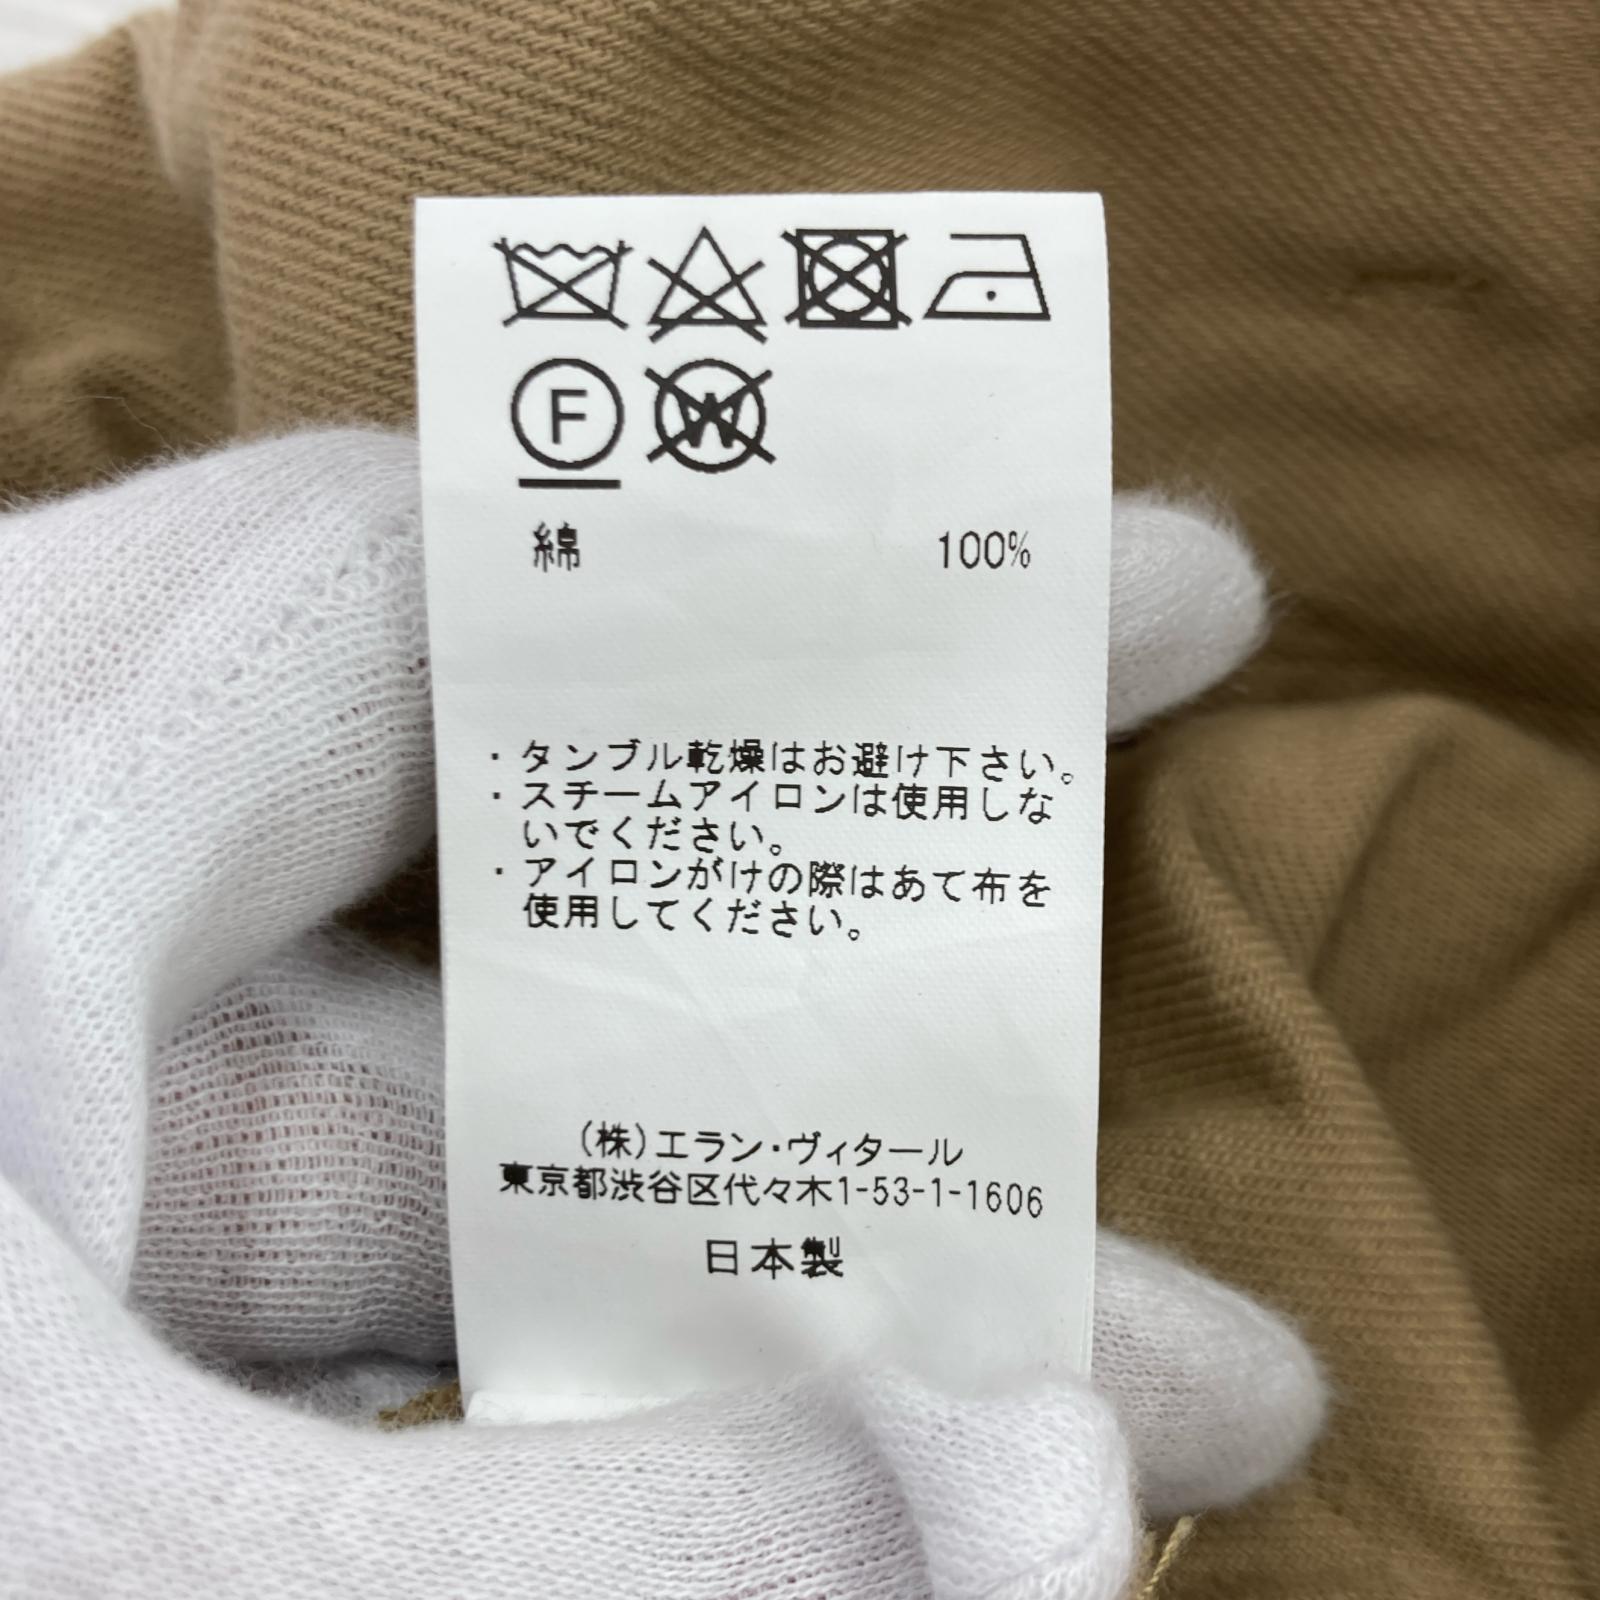 F W
綿 100%
・タンブル乾燥はお避け下さい。
・スチームアイロンは使用しな
いでください。
・アイロンがけの際はあて布を
使用してください。
(株)エラン・ヴィタール
東京都渋谷区代々木1-53-1-1606
日本製